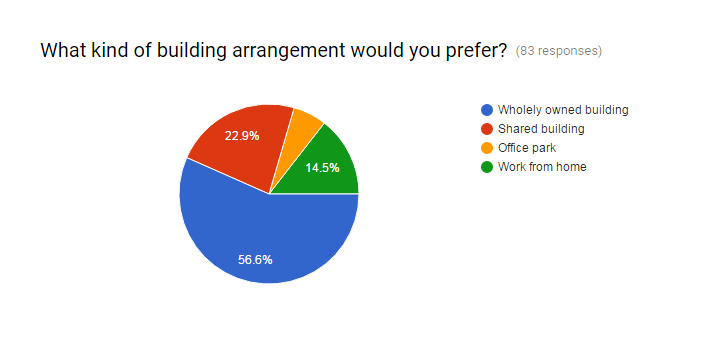 What kind of building arrangement would you prefer? (83 responses)
22.9%
14.5%
56.6%
Wholely owned building
Shared building
Office park
Work from home